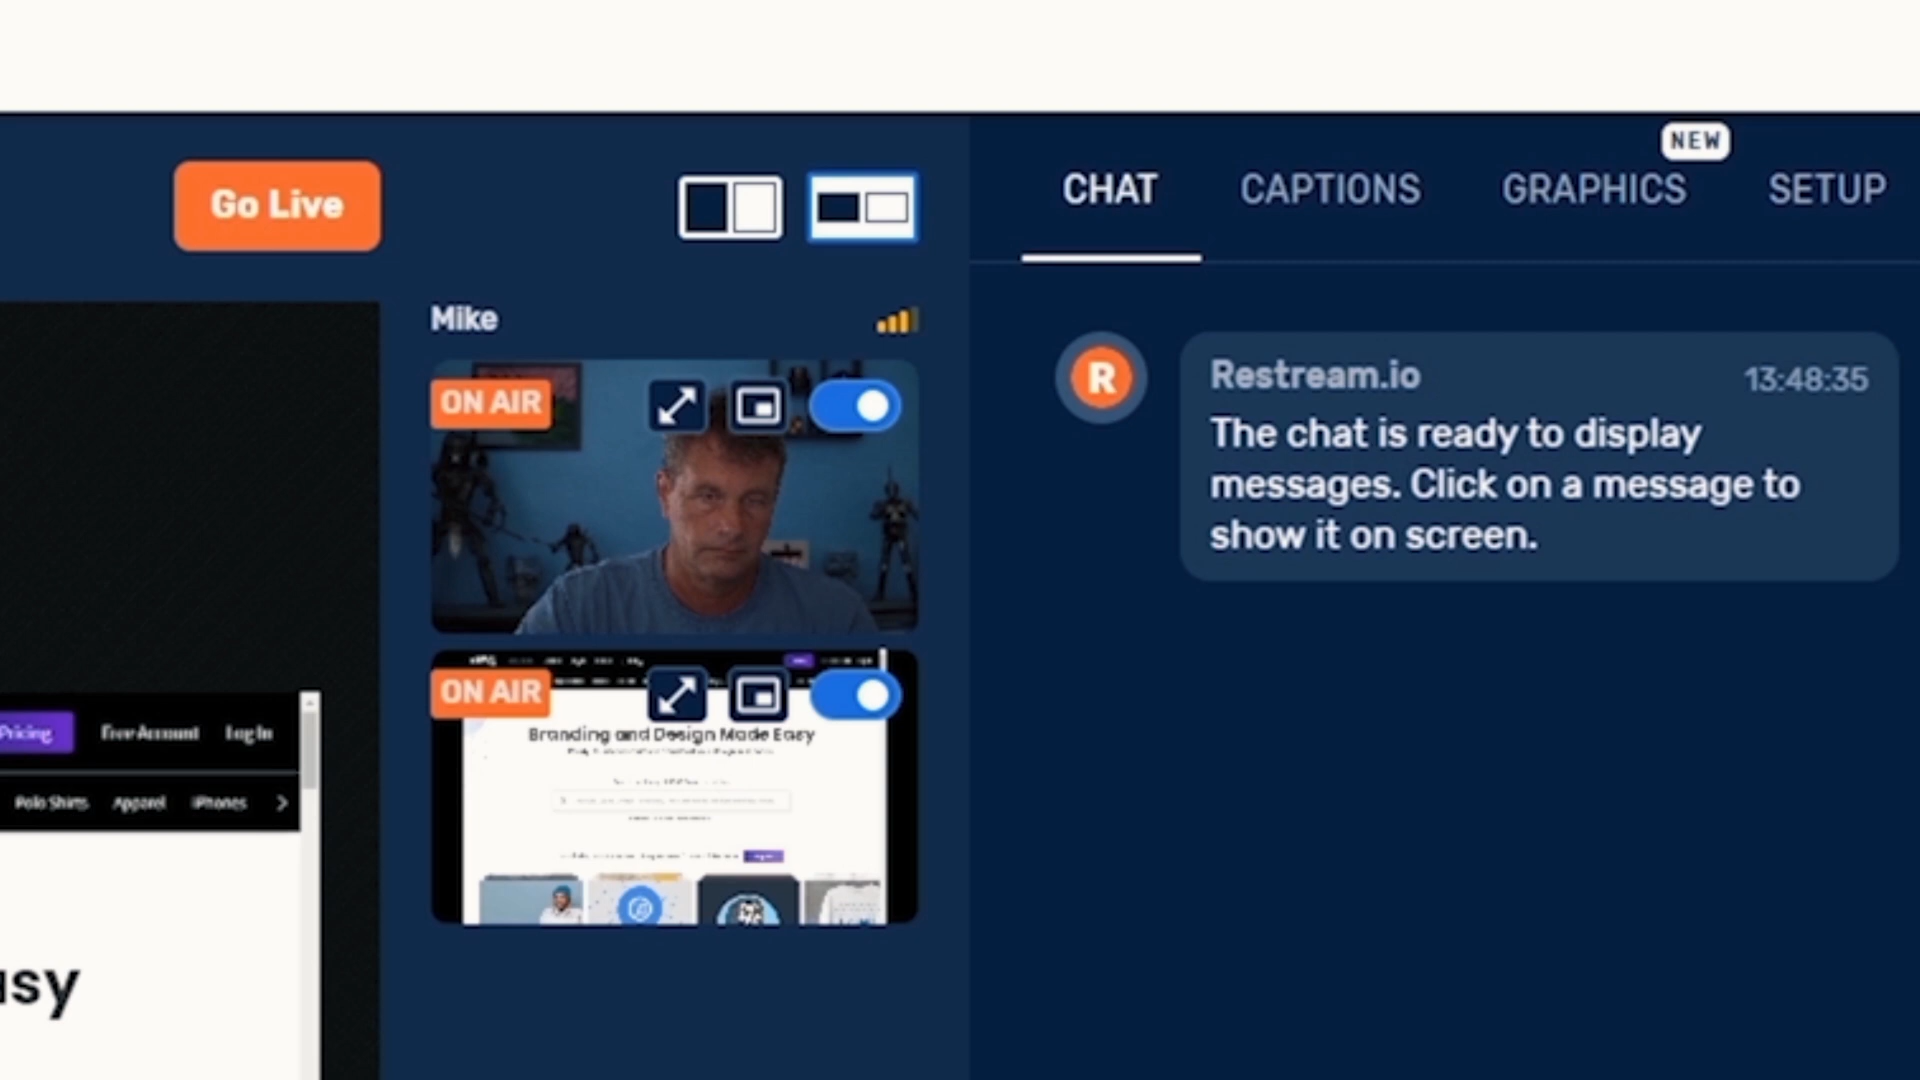 NEW
Go Live
CHAT CAPTIONS GRAPHICS SETUP
Mike
ON AIR
R
Restream.io 13:48:35
The chat is ready to display
messages. Click on a message to
show it on screen.
ON AIR
Branding and Design Made Easy
Pricing Free Account Log In
Polo Shirts Apparel iPhones
asy